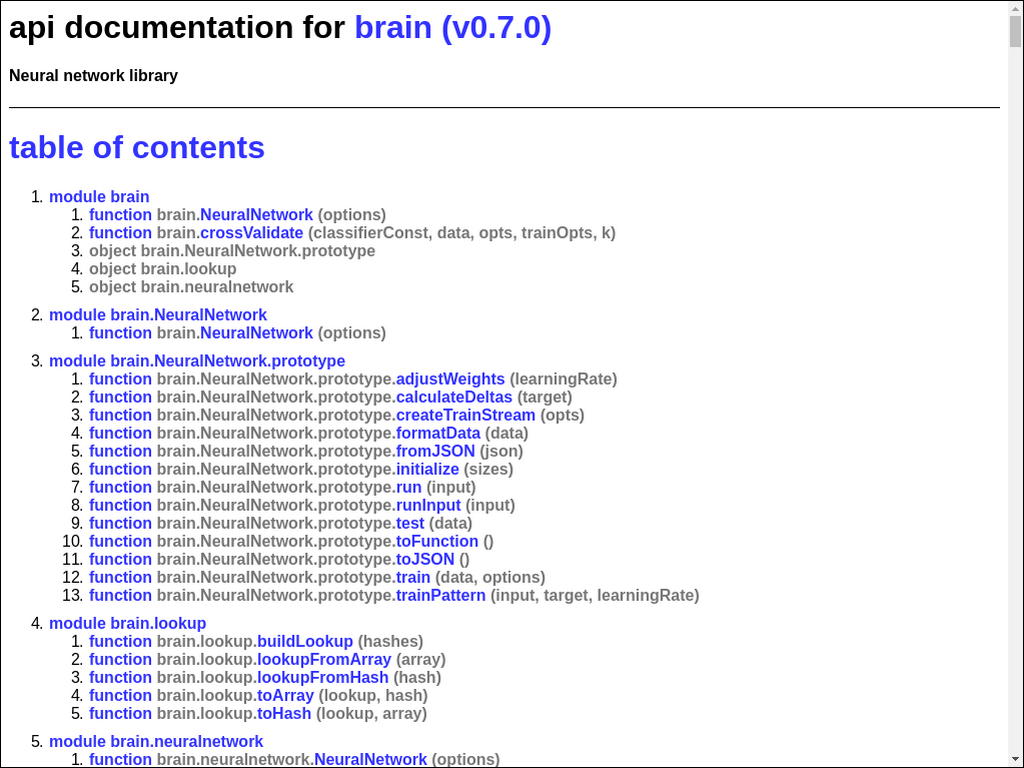 api documentation for brain (v0.7.0)
Neural network library
table of contents
1. module brain
1. function brain.NeuralNetwork (options)
2. function brain.crossValidate (classifierConst, data, opts, trainOpts, k)
3. object brain.NeuralNetwork.prototype
4. object brain.lookup
5. object brain.neuralnetwork
2. module brain.NeuralNetwork
1. function brain.NeuralNetwork (options)
3. module brain.NeuralNetwork.prototype
1. function brain.NeuralNetwork.prototype.adjustWeights (learningRate)
2. function brain.NeuralNetwork.prototype.calculateDeltas (target)
3. function brain.NeuralNetwork.prototype.createTrainStream (opts)
4. function brain.NeuralNetwork.prototype.formatData (data)
5. function brain.NeuralNetwork.prototype.fromJSON (json)
6. function brain.NeuralNetwork.prototype.initialize (sizes)
7. function brain.NeuralNetwork.prototype.run (input)
8. function brain.NeuralNetwork.prototype.runInput (input)
9. function brain.NeuralNetwork.prototype.test (data)
10. function brain.NeuralNetwork.prototype.toFunction ()
11. function brain.NeuralNetwork.prototype.toJSON ()
12. function brain.NeuralNetwork.prototype.train (data, options)
13. function brain.NeuralNetwork.prototype.trainPattern (input, target, learningRate)
4. module brain.lookup
1. function brain.lookup.buildLookup (hashes)
2. function brain.lookup.lookupFromArray (array)
3. function brain.lookup.lookupFromHash (hash)
4. function brain.lookup.toArray (lookup, hash)
5. function brain.lookup.toHash (lookup, array)
5. module brain.neuralnetwork
1. function brain.neuralnetwork.NeuralNetwork (options)